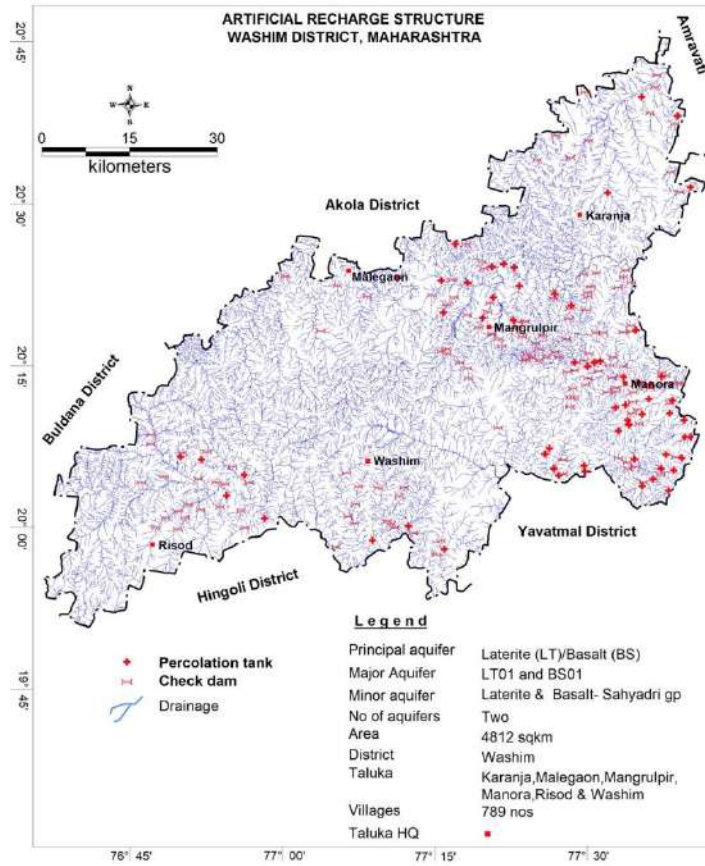 ARTIFICIAL RECHARGE STRUCTURE
WASHIM DISTRICT, MAHARASHTRA
Amravati
20° 45'
N
W E
S
0 15 30
kilometers
20° 30'
Akola District
Karanja
Malegaon
Mangrulpir
20° 15'
Buldana District
Manora
Washim
20° 00'
Yavatmal District
Risod
Hingoli District
19° 45'
Legend
Principal aquifer Laterite (LT)/Basalt (BS)
Major Aquifer LT01 and BS01
Minor aquifer Laterite & Basalt- Sahyadri gp
No of aquifers Two
Area 4812 sqkm
District Washim
Taluka Karanja,Malegaon,Mangrulpir,
Manora,Risod & Washim
Villages 789 nos
Taluka HQ
Percolation tank
Check dam
Drainage
76° 45' 77° 00' 77° 15' 77° 30'